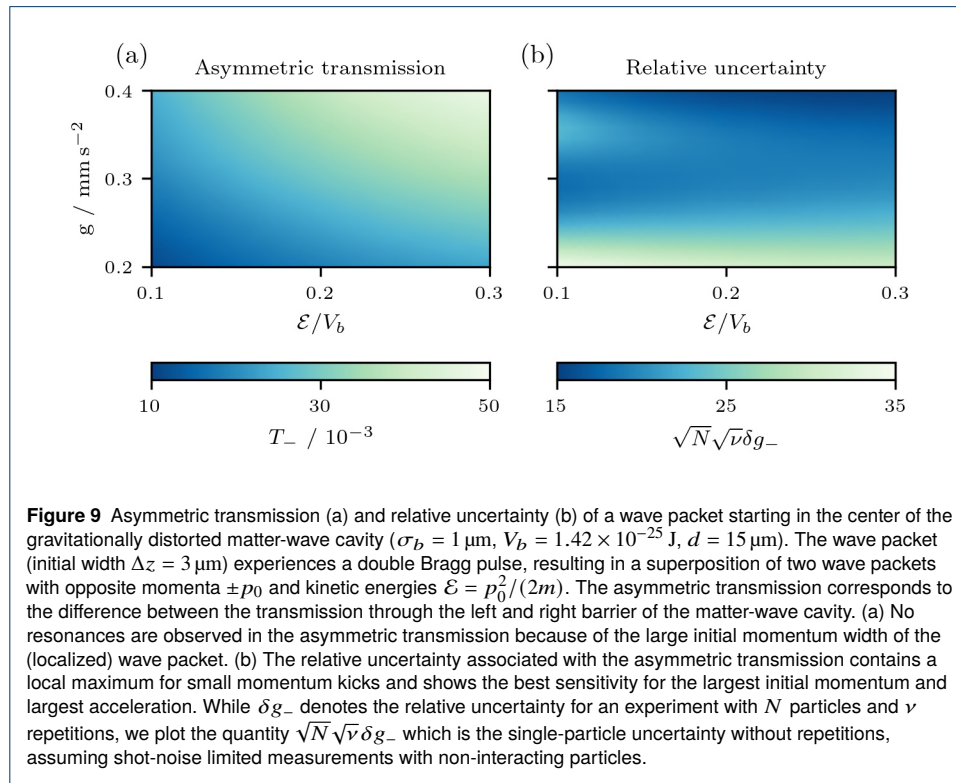 (a) (b)
Asymmetric transmission Relative uncertainty
0.4
0.3
0.2
g / mm s⁻²
0.1 0.2 0.3 0.1 0.2 0.3
ℰ/V_b ℰ/V_b
10 30 50 15 25 35
T₋ / 10⁻³ √N√νδg₋
Figure 9 Asymmetric transmission (a) and relative uncertainty (b) of a wave packet starting in the center of the
gravitationally distorted matter-wave cavity (σ_b = 1 μm, V_b = 1.42 × 10⁻²⁵ J, d = 15 μm). The wave packet
(initial width Δz = 3 μm) experiences a double Bragg pulse, resulting in a superposition of two wave packets
with opposite momenta ±p₀ and kinetic energies ℰ = p₀²/(2m). The asymmetric transmission corresponds to
the difference between the transmission through the left and right barrier of the matter-wave cavity. (a) No
resonances are observed in the asymmetric transmission because of the large initial momentum width of the
(localized) wave packet. (b) The relative uncertainty associated with the asymmetric transmission contains a
local maximum for small momentum kicks and shows the best sensitivity for the largest initial momentum and
largest acceleration. While δg₋ denotes the relative uncertainty for an experiment with N particles and ν
repetitions, we plot the quantity √N√νδg₋ which is the single-particle uncertainty without repetitions,
assuming shot-noise limited measurements with non-interacting particles.